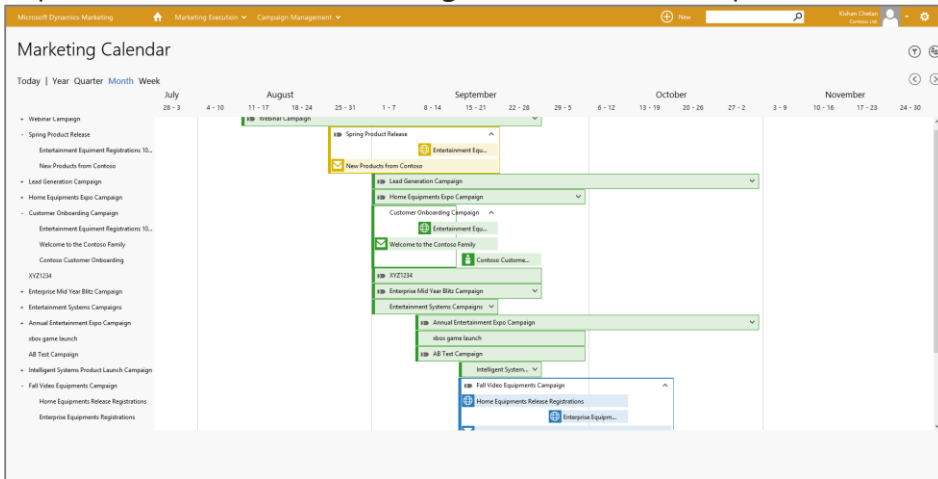 Microsoft Dynamics Marketing Marketing Execution Campaign Management New Kishan Chetan
Contoso Ltd.
Marketing Calendar
Today | Year Quarter Month Week
July August September October November
28 - 3 4 - 10 11 - 17 18 - 24 25 - 31 1 - 7 8 - 14 15 - 21 22 - 28 29 - 5 6 - 12 13 - 19 20 - 26 27 - 2 3 - 9 10 - 16 17 - 23 24 - 30
+ Webinar Campaign Webinar Campaign
- Spring Product Release Spring Product Release
Entertainment Equiment Registrations 10... Entertainment Equ...
New Products from Contoso New Products from Contoso
+ Lead Generation Campaign Lead Generation Campaign
+ Home Equipments Expo Campaign Home Equipments Expo Campaign
- Customer Onboarding Campaign Customer Onboarding Campaign
Entertainment Equiment Registrations 10... Entertainment Equ...
Welcome to the Contoso Family Welcome to the Contoso Family
Contoso Customer Onboarding Contoso Custome...
XYZ1234 XYZ1234
+ Enterprise Mid Year Blitz Campaign Enterprise Mid Year Blitz Campaign
+ Entertainment Systems Campaigns Entertainment Systems Campaigns
+ Annual Entertainment Expo Campaign Annual Entertainment Expo Campaign
xbox game launch xbox game launch
AB Test Campaign AB Test Campaign
+ Intelligent Systems Product Launch Campaign Intelligent System...
- Fall Video Equipments Campaign Fall Video Equipments Campaign
Home Equipments Release Registrations Home Equipments Release Registrations
Enterprise Equipments Registrations Enterprise Equipm...